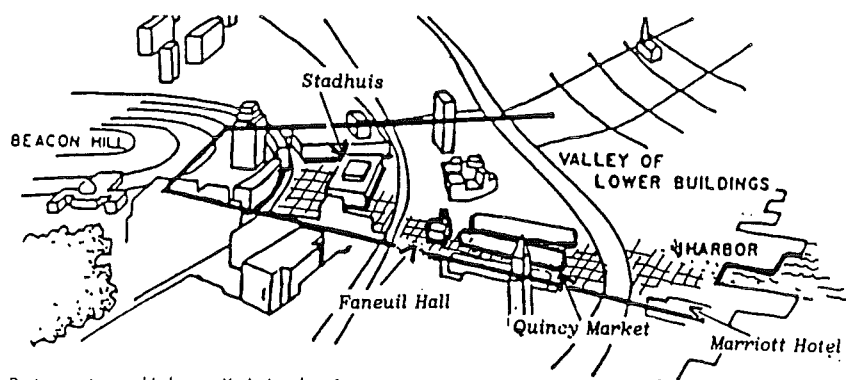 Stadhuis
BEACON HILL
VALLEY OF
LOWER BUILDINGS
HARBOR
Faneuil Hall
Quincy Market
Marriott Hotel